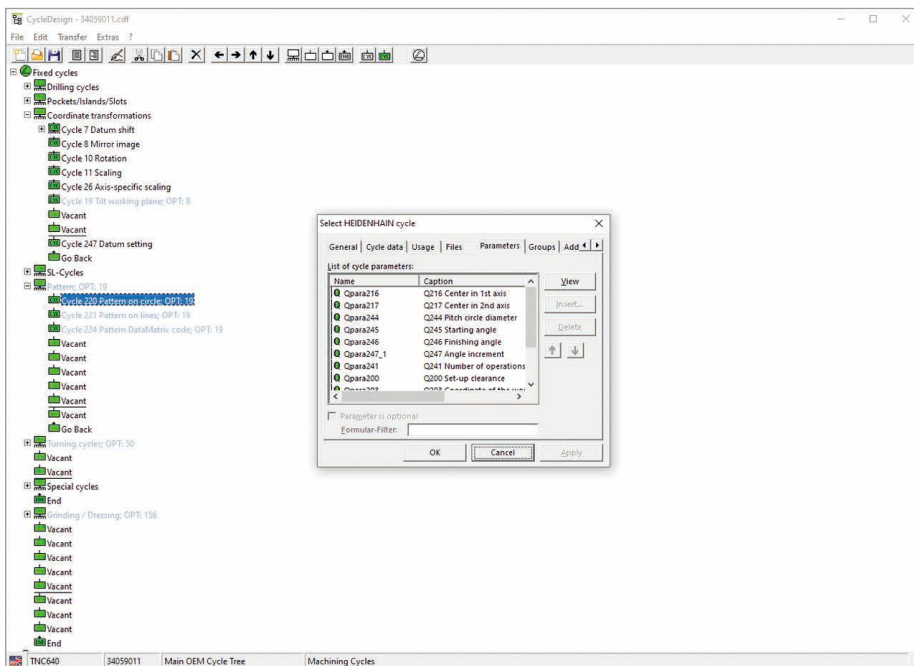 CycleDesign - 34059011.cdf
File Edit Transfer Extras ?
Fixed cycles
Drilling cycles
Pockets/Islands/Slots
Coordinate transformations
Cycle 7 Datum shift
Cycle 8 Mirror image
Cycle 10 Rotation
Cycle 11 Scaling
Cycle 26 Axis-specific scaling
Cycle 19 Tilt working plane; OPT: 8
Vacant
Vacant
Cycle 247 Datum setting
Go Back
SL-Cycles
Pattern; OPT: 19
Cycle 220 Pattern on circle; OPT: 19
Cycle 221 Pattern on lines; OPT: 19
Cycle 224 Pattern DataMatrix code; OPT: 19
Vacant
Vacant
Vacant
Vacant
Vacant
Vacant
Go Back
Turning cycles; OPT: 50
Vacant
Vacant
Special cycles
End
Grinding / Dressing; OPT: 156
Vacant
Vacant
Vacant
Vacant
Vacant
Vacant
Vacant
Vacant
End
Select HEIDENHAIN cycle
General Cycle data Usage Files Parameters Groups Add
List of cycle parameters:
Name Caption
Qpara216 Q216 Center in 1st axis
Qpara217 Q217 Center in 2nd axis
Qpara244 Q244 Pitch circle diameter
Qpara245 Q245 Starting angle
Qpara246 Q246 Finishing angle
Qpara247_1 Q247 Angle increment
Qpara241 Q241 Number of operations
Qpara200 Q200 Set-up clearance
Qpara203 Q203 Coordinate of the
View
Insert...
Delete
Parameter is optional
Formular-Filter:
OK Cancel Apply
TNC640 34059011 Main OEM Cycle Tree Machining Cycles